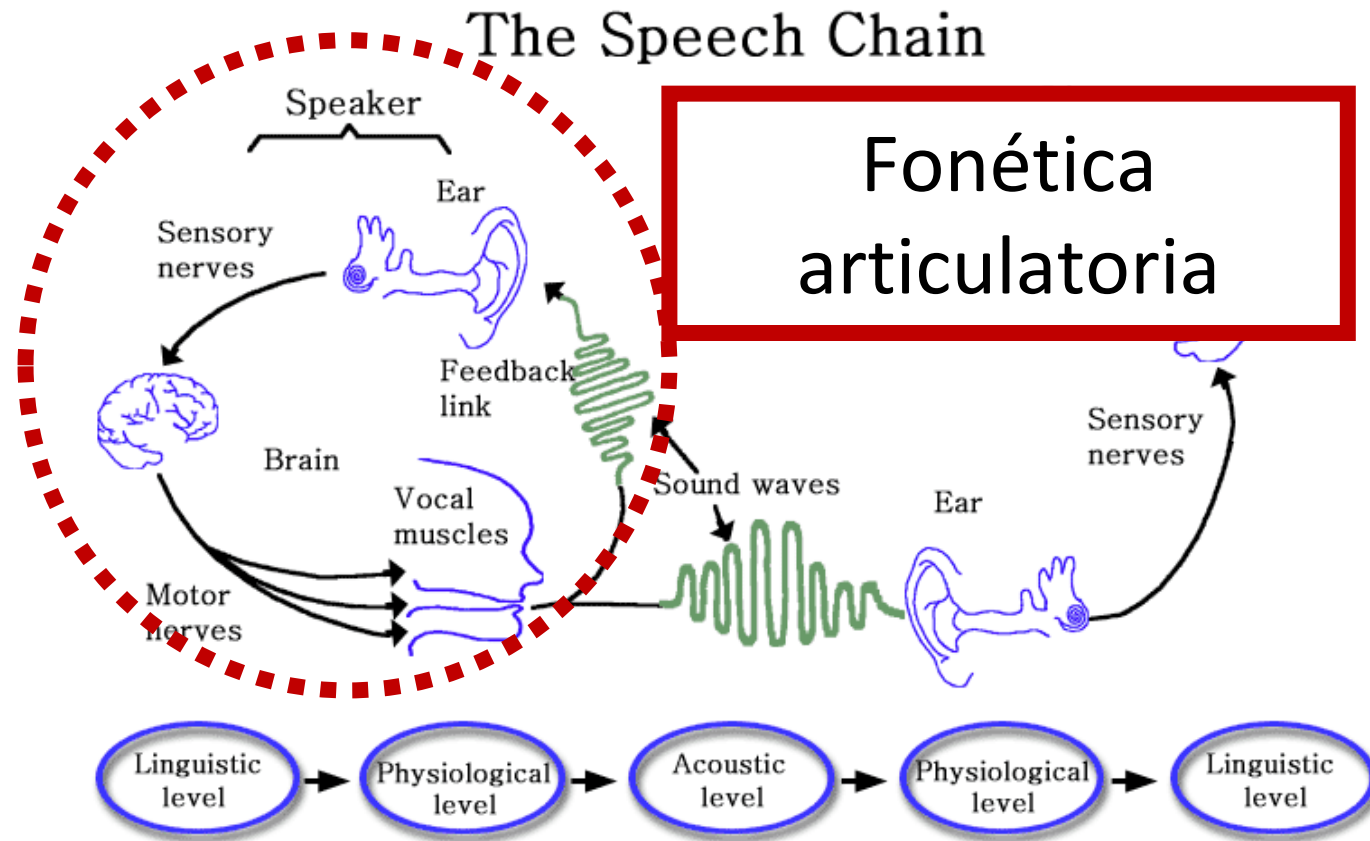 The Speech Chain
Speaker
Fonética
articulatoria
Ear
Sensory
nerves
Feedback
link
Brain
Vocal
muscles
Motor
nerves
Sound waves
Ear
Sensory
nerves
Linguistic
level
Physiological
level
Acoustic
level
Physiological
level
Linguistic
level